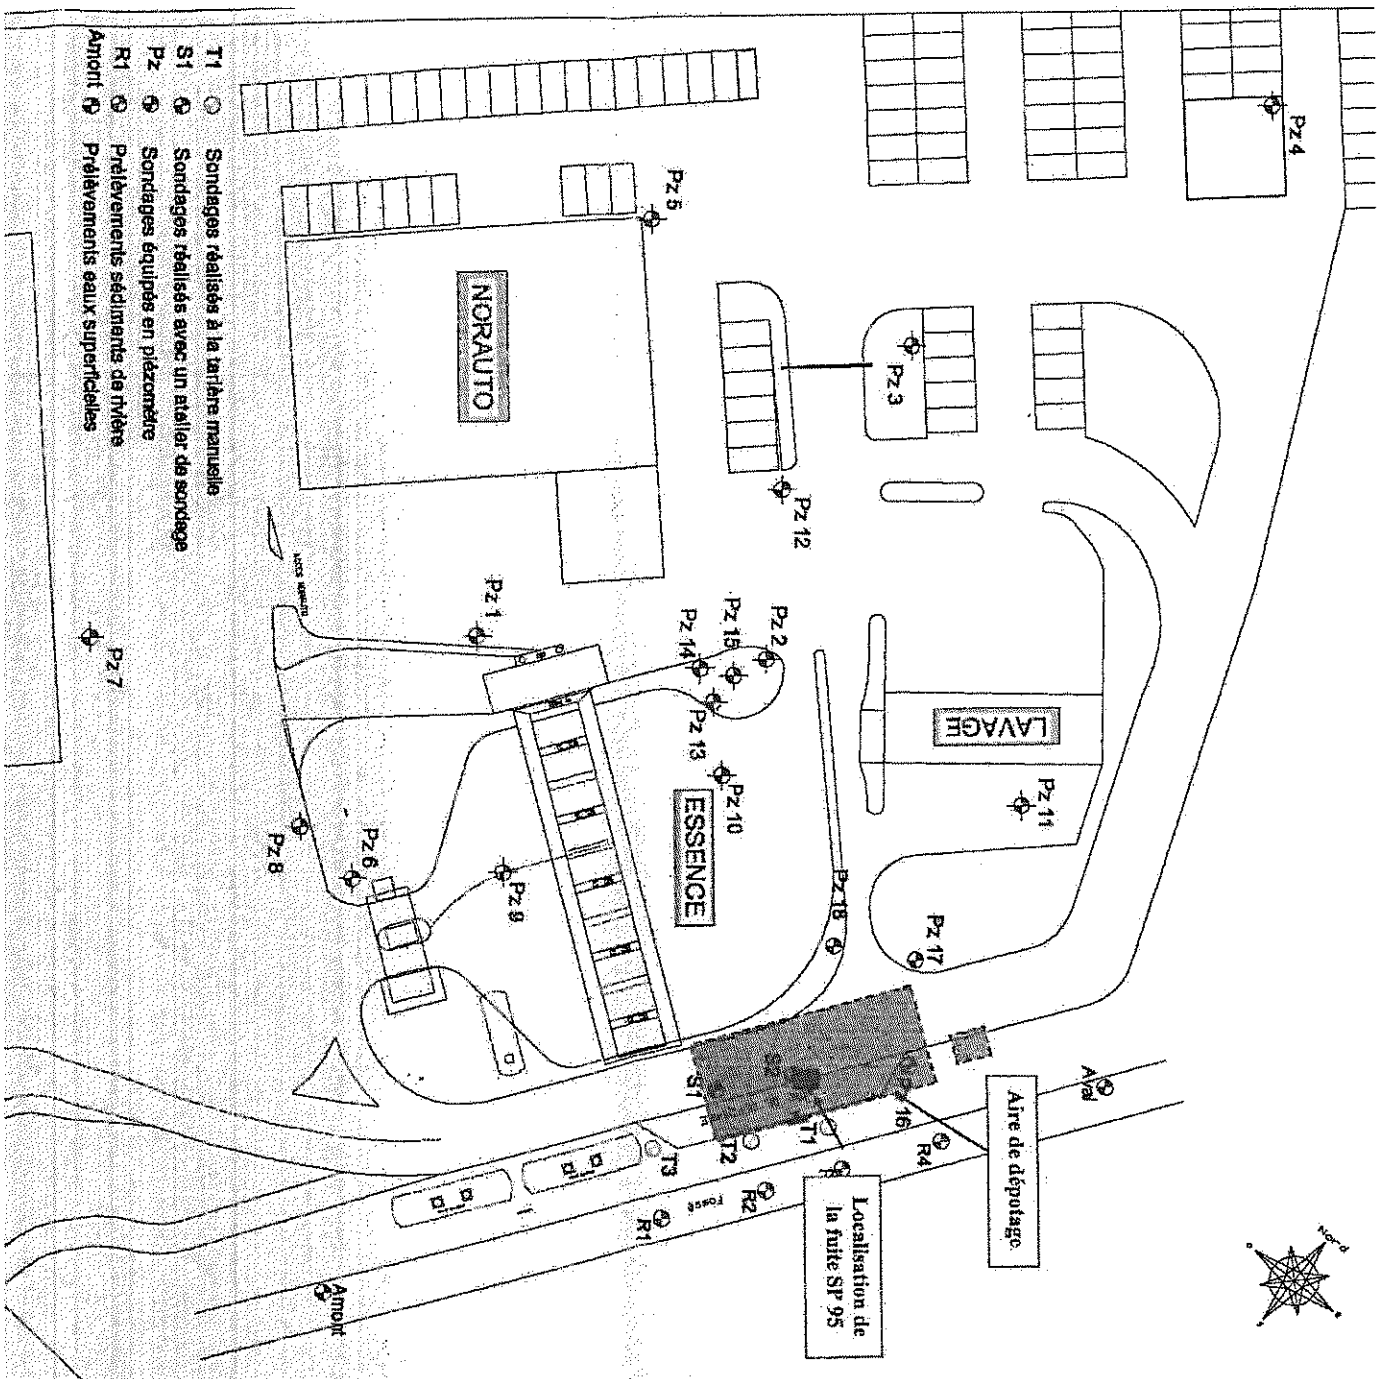 T1 Sondages réalisés à la tarière manuelle
S1 Sondages réalisés avec un atelier de sondage
Pz Sondages équipés en piézomètre
R1 Prélèvements sédiments de rivière
Amont Prélèvements eaux superficielles
Pz 4
Pz 5
NORAUTO
Pz 3
Pz 12
ACCES NORAUTO
Pz 1
Pz 2
Pz 15
Pz 14
Pz 13
Pz 10
ESSENCE
LAVAGE
Pz 11
Pz 7
Pz 8
Pz 6
Pz 9
Pz 18
Pz 17
S1
S2
16
T1
T2
T3
R4
R2
R1
Fossé
Aval
Amont
Aire de dépotage
Localisation de
la fuite SP 95
Nord